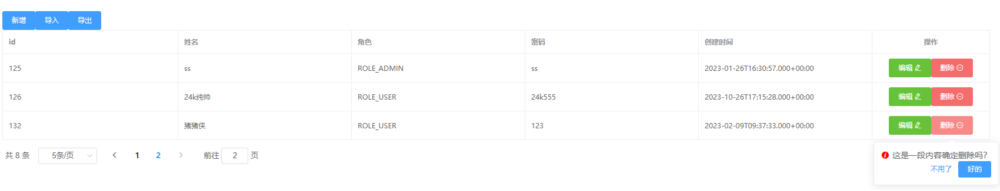 新增 导入 导出
id 姓名 角色 密码 创建时间 操作
125 ss ROLE_ADMIN ss 2023-01-26T16:30:57.000+00:00 编辑 删除
126 24k纯帅 ROLE_USER 24k555 2023-10-26T17:15:28.000+00:00 编辑 删除
132 猪猪侠 ROLE_USER 123 2023-02-09T09:37:33.000+00:00 编辑 删除
共 8 条 5条/页 1 2 前往 2 页
这是一段内容确定删除吗？
不用了 好的